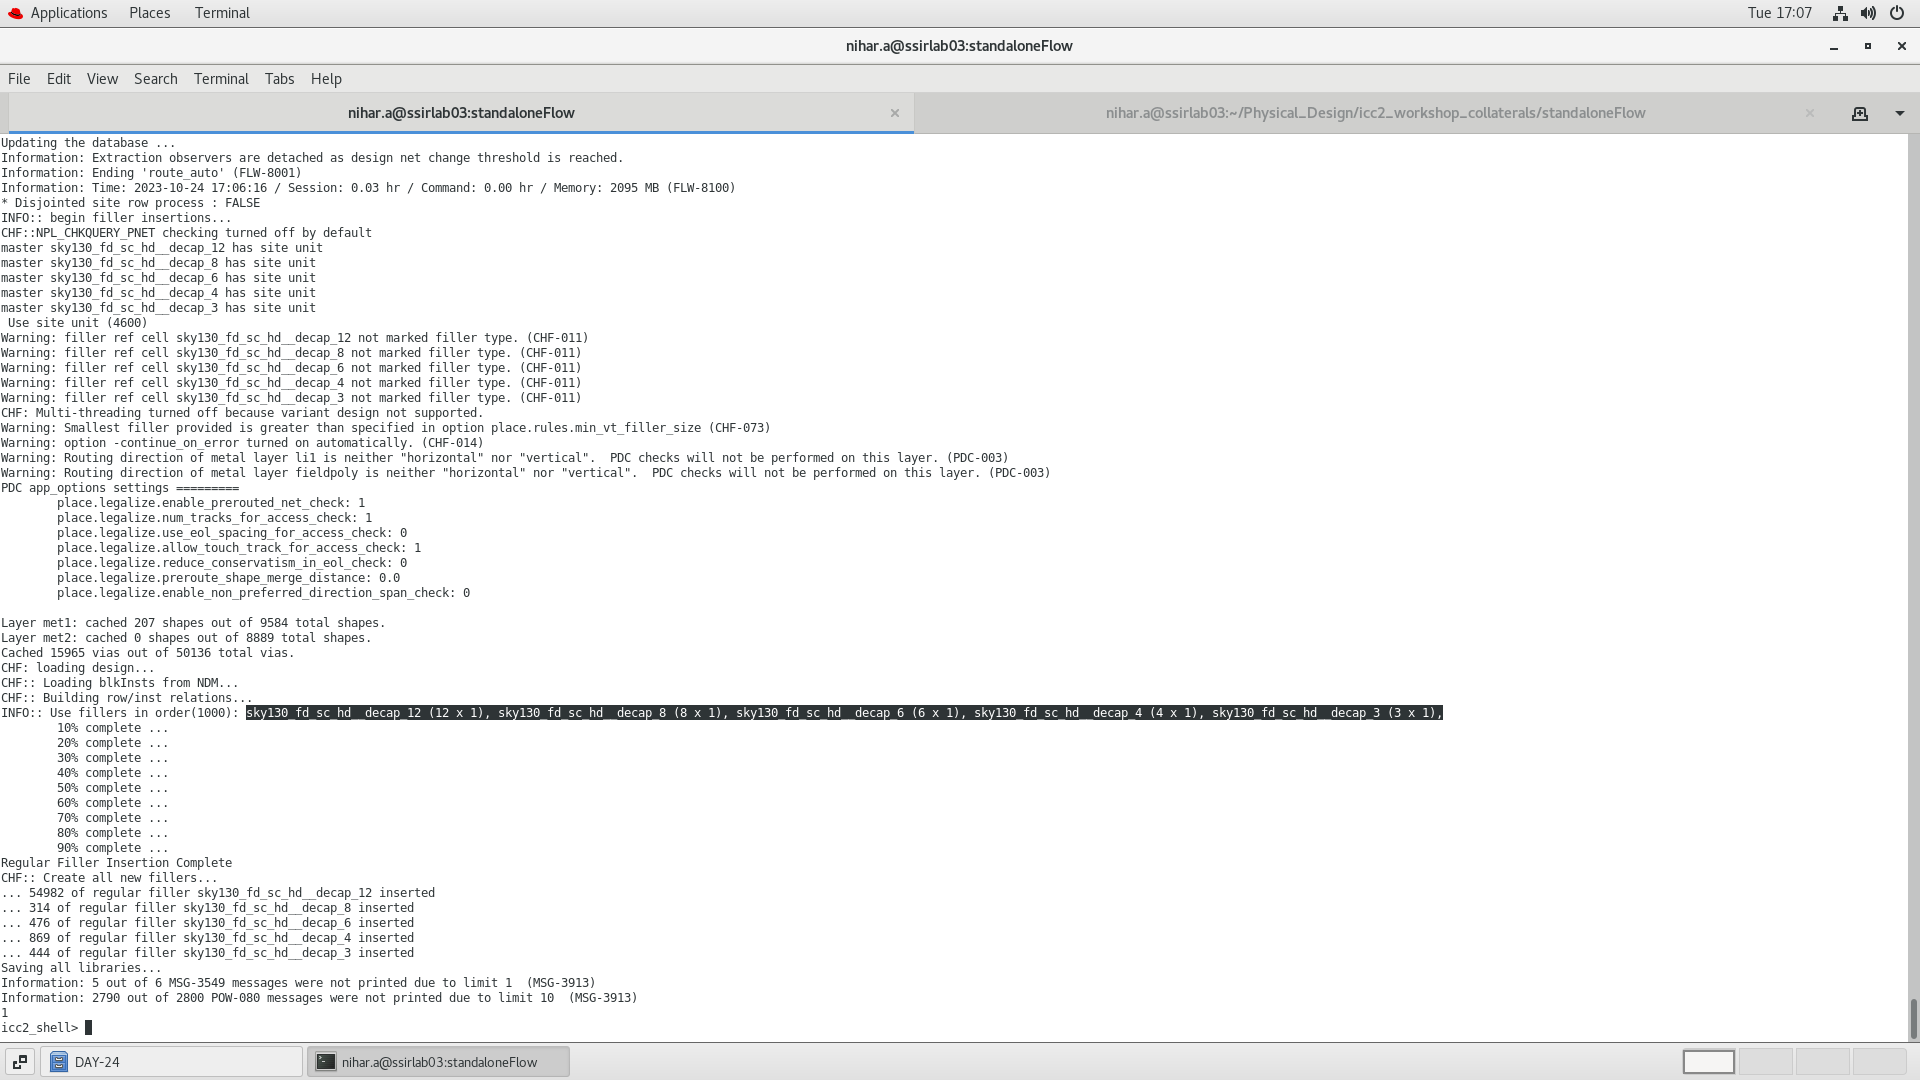 Applications Places Terminal Tue 17:07
nihar.a@ssirlab03:standaloneFlow
File Edit View Search Terminal Tabs Help
nihar.a@ssirlab03:standaloneFlow × nihar.a@ssirlab03:~/Physical_Design/icc2_workshop_collaterals/standaloneFlow ×
Updating the database ...
Information: Extraction observers are detached as design net change threshold is reached.
Information: Ending 'route_auto' (FLW-8001)
Information: Time: 2023-10-24 17:06:16 / Session: 0.03 hr / Command: 0.00 hr / Memory: 2095 MB (FLW-8100)
* Disjointed site row process : FALSE
INFO:: begin filler insertions...
CHF::NPL_CHKQUERY_PNET checking turned off by default
master sky130_fd_sc_hd__decap_12 has site unit
master sky130_fd_sc_hd__decap_8 has site unit
master sky130_fd_sc_hd__decap_6 has site unit
master sky130_fd_sc_hd__decap_4 has site unit
master sky130_fd_sc_hd__decap_3 has site unit
Use site unit (4600)
Warning: filler ref cell sky130_fd_sc_hd__decap_12 not marked filler type. (CHF-011)
Warning: filler ref cell sky130_fd_sc_hd__decap_8 not marked filler type. (CHF-011)
Warning: filler ref cell sky130_fd_sc_hd__decap_6 not marked filler type. (CHF-011)
Warning: filler ref cell sky130_fd_sc_hd__decap_4 not marked filler type. (CHF-011)
Warning: filler ref cell sky130_fd_sc_hd__decap_3 not marked filler type. (CHF-011)
CHF: Multi-threading turned off because variant design not supported.
Warning: Smallest filler provided is greater than specified in option place.rules.min_vt_filler_size (CHF-073)
Warning: option -continue_on_error turned on automatically. (CHF-014)
Warning: Routing direction of metal layer li1 is neither "horizontal" nor "vertical".  PDC checks will not be performed on this layer. (PDC-003)
Warning: Routing direction of metal layer fieldpoly is neither "horizontal" nor "vertical".  PDC checks will not be performed on this layer. (PDC-003)
PDC app_options settings =========
place.legalize.enable_prerouted_net_check: 1
place.legalize.num_tracks_for_access_check: 1
place.legalize.use_eol_spacing_for_access_check: 0
place.legalize.allow_touch_track_for_access_check: 1
place.legalize.reduce_conservatism_in_eol_check: 0
place.legalize.preroute_shape_merge_distance: 0.0
place.legalize.enable_non_preferred_direction_span_check: 0
Layer met1: cached 207 shapes out of 9584 total shapes.
Layer met2: cached 0 shapes out of 8889 total shapes.
Cached 15965 vias out of 50136 total vias.
CHF: loading design...
CHF:: Loading blkInsts from NDM...
CHF:: Building row/inst relations...
INFO:: Use fillers in order(1000): sky130_fd_sc_hd__decap_12 (12 x 1), sky130_fd_sc_hd__decap_8 (8 x 1), sky130_fd_sc_hd__decap_6 (6 x 1), sky130_fd_sc_hd__decap_4 (4 x 1), sky130_fd_sc_hd__decap_3 (3 x 1),
10% complete ...
20% complete ...
30% complete ...
40% complete ...
50% complete ...
60% complete ...
70% complete ...
80% complete ...
90% complete ...
Regular Filler Insertion Complete
CHF:: Create all new fillers...
... 54982 of regular filler sky130_fd_sc_hd__decap_12 inserted
... 314 of regular filler sky130_fd_sc_hd__decap_8 inserted
... 476 of regular filler sky130_fd_sc_hd__decap_6 inserted
... 869 of regular filler sky130_fd_sc_hd__decap_4 inserted
... 444 of regular filler sky130_fd_sc_hd__decap_3 inserted
Saving all libraries...
Information: 5 out of 6 MSG-3549 messages were not printed due to limit 1  (MSG-3913)
Information: 2790 out of 2800 POW-080 messages were not printed due to limit 10  (MSG-3913)
1
icc2_shell>
DAY-24 nihar.a@ssirlab03:standaloneFlow